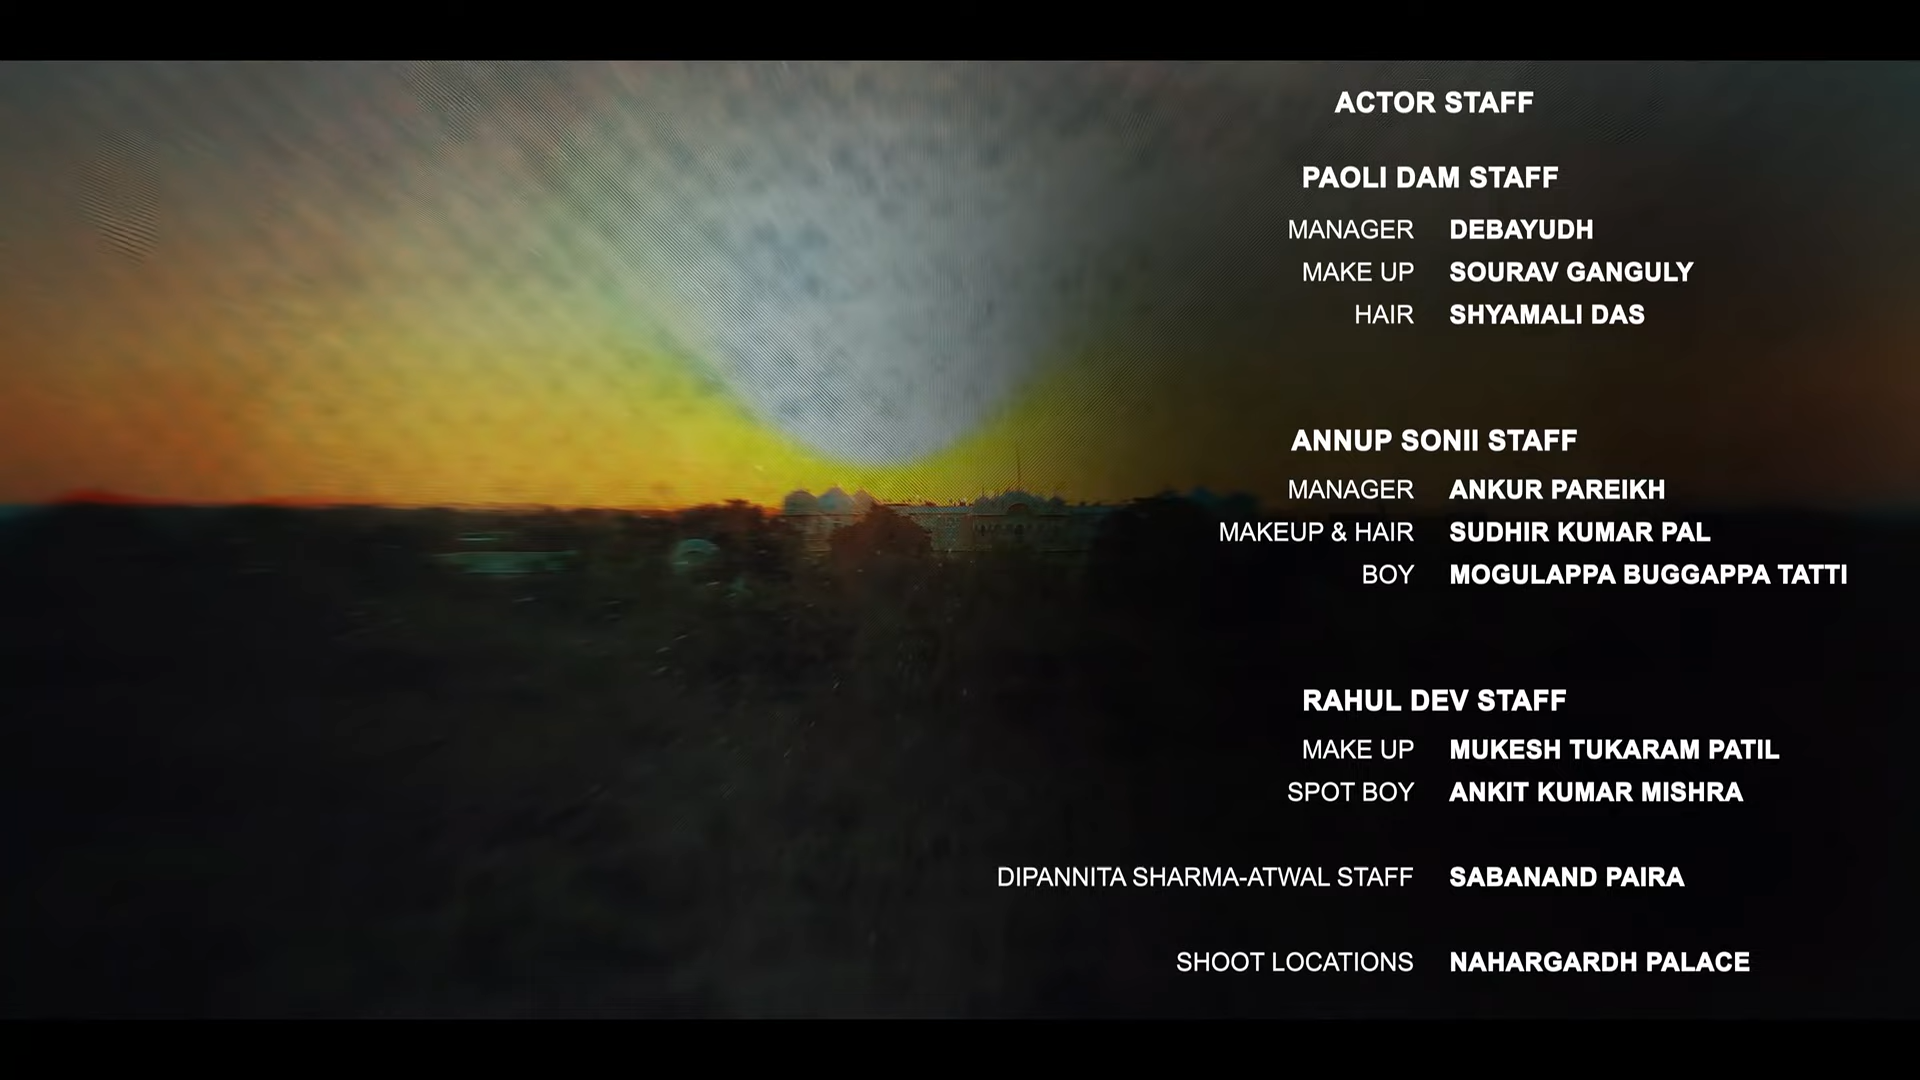 ACTOR STAFF
PAOLI DAM STAFF
MANAGER DEBAYUDH
MAKE UP SOURAV GANGULY
HAIR SHYAMALI DAS
ANNUP SONII STAFF
MANAGER ANKUR PAREIKH
MAKEUP & HAIR SUDHIR KUMAR PAL
BOY MOGULAPPA BUGGAPPA TATTI
RAHUL DEV STAFF
MAKE UP MUKESH TUKARAM PATIL
SPOT BOY ANKIT KUMAR MISHRA
DIPANNITA SHARMA-ATWAL STAFF SABANAND PAIRA
SHOOT LOCATIONS NAHARGARDH PALACE